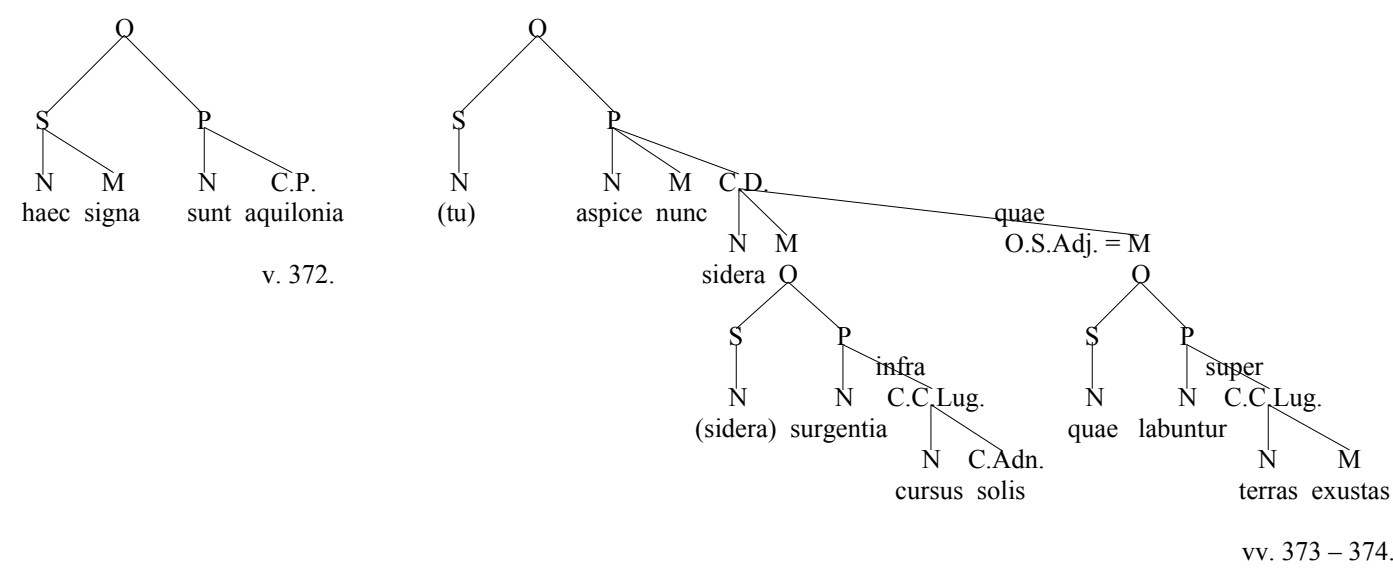 O O
S P S P
N M N C.P. N N M C.D.
haec signa sunt aquilonia (tu) aspice nunc quae
N M O.S.Adj. = M
v. 372. sidera O O
S P S P
infra super
N N C.C.Lug. N N C.C.Lug.
(sidera) surgentia quae labuntur
N C.Adn. N M
cursus solis terras exustas
vv. 373 – 374.